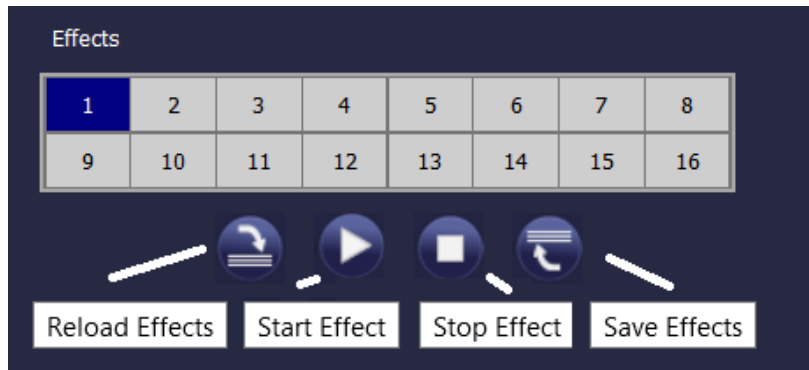 Effects
1 2 3 4 5 6 7 8
9 10 11 12 13 14 15 16
Reload Effects Start Effect Stop Effect Save Effects